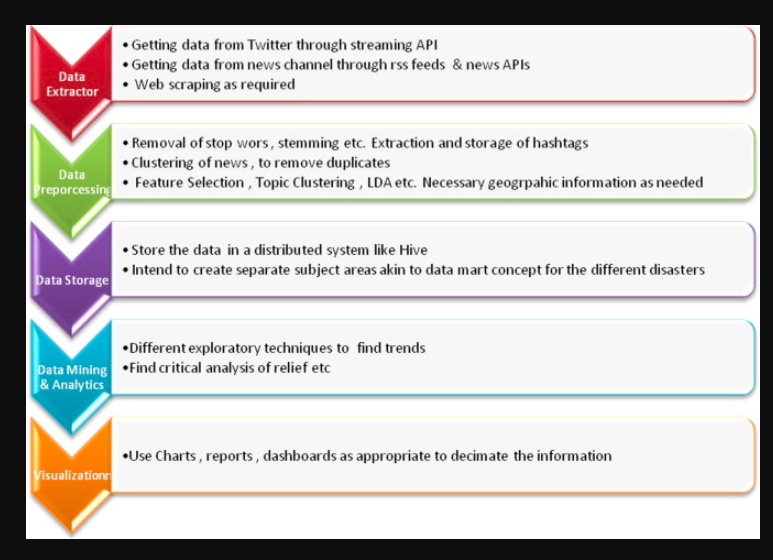 Data
Extractor
• Getting data from Twitter through streaming API
• Getting data from news channel through rss feeds & news APIs
• Web scraping as required
Data
Preporcessing
• Removal of stop wors , stemming etc. Extraction and storage of hashtags
• Clustering of news , to remove duplicates
• Feature Selection , Topic Clustering , LDA etc. Necessary geogrpahic information as needed
Data Storage
• Store the data in a distributed system like Hive
• Intend to create separate subject areas akin to data mart concept for the different disasters
Data Mining
& Analytics
•Different exploratory techniques to find trends
•Find critical analysis of relief etc
Visualizationn
•Use Charts , reports , dashboards as appropriate to decimate the information